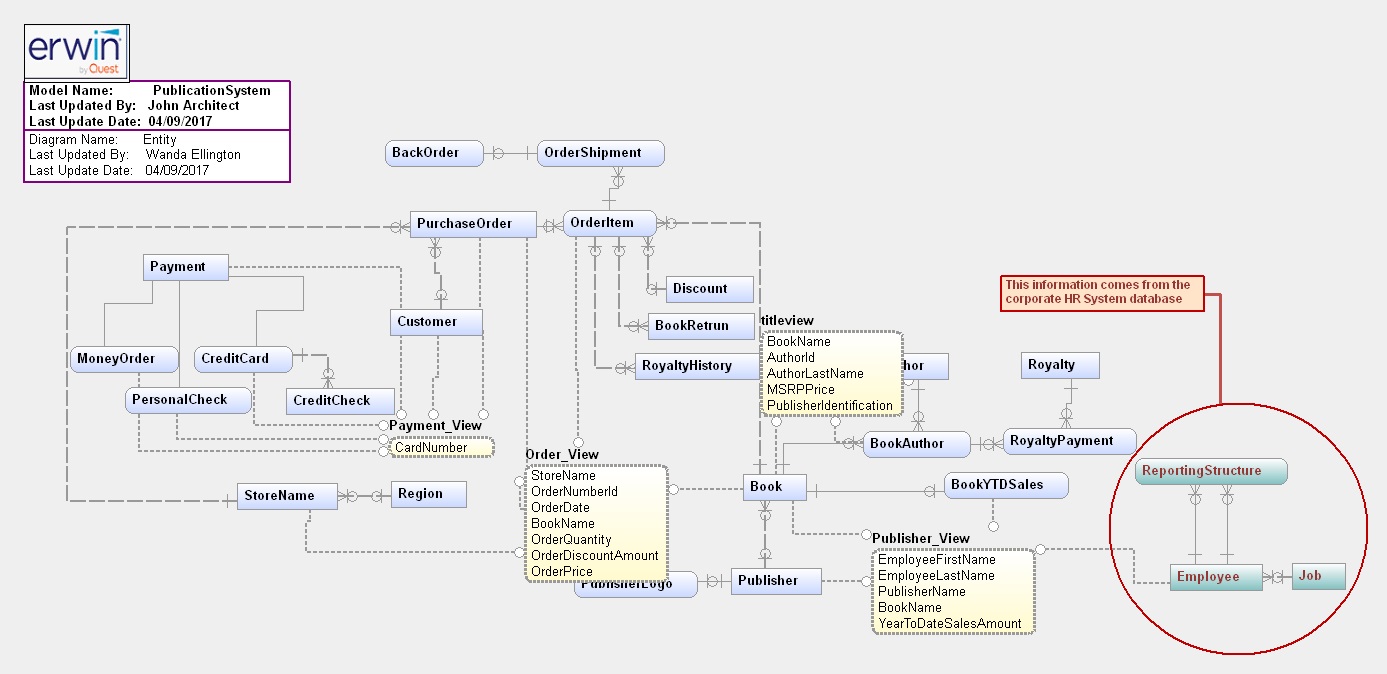 erwin
by Quest
Model Name: PublicationSystem
Last Updated By: John Architect
Last Update Date: 04/09/2017
Diagram Name: Entity
Last Updated By: Wanda Ellington
Last Update Date: 04/09/2017
BackOrder
OrderShipment
PurchaseOrder
OrderItem
Payment
Discount
This information comes from the
corporate HR System database
Customer
BookRetrun
titleview
BookName
AuthorId
AuthorLastName
MSRPPrice
PublisherIdentification
MoneyOrder
CreditCard
RoyaltyHistory
hor
Royalty
PersonalCheck
CreditCheck
Payment_View
CardNumber
BookAuthor
RoyaltyPayment
Order_View
StoreName
OrderNumberId
OrderDate
BookName
OrderQuantity
OrderDiscountAmount
OrderPrice
ReportingStructure
StoreName
Region
Book
BookYTDSales
Publisher_View
EmployeeFirstName
EmployeeLastName
PublisherName
BookName
YearToDateSalesAmount
PublisherLogo
Publisher
Employee
Job